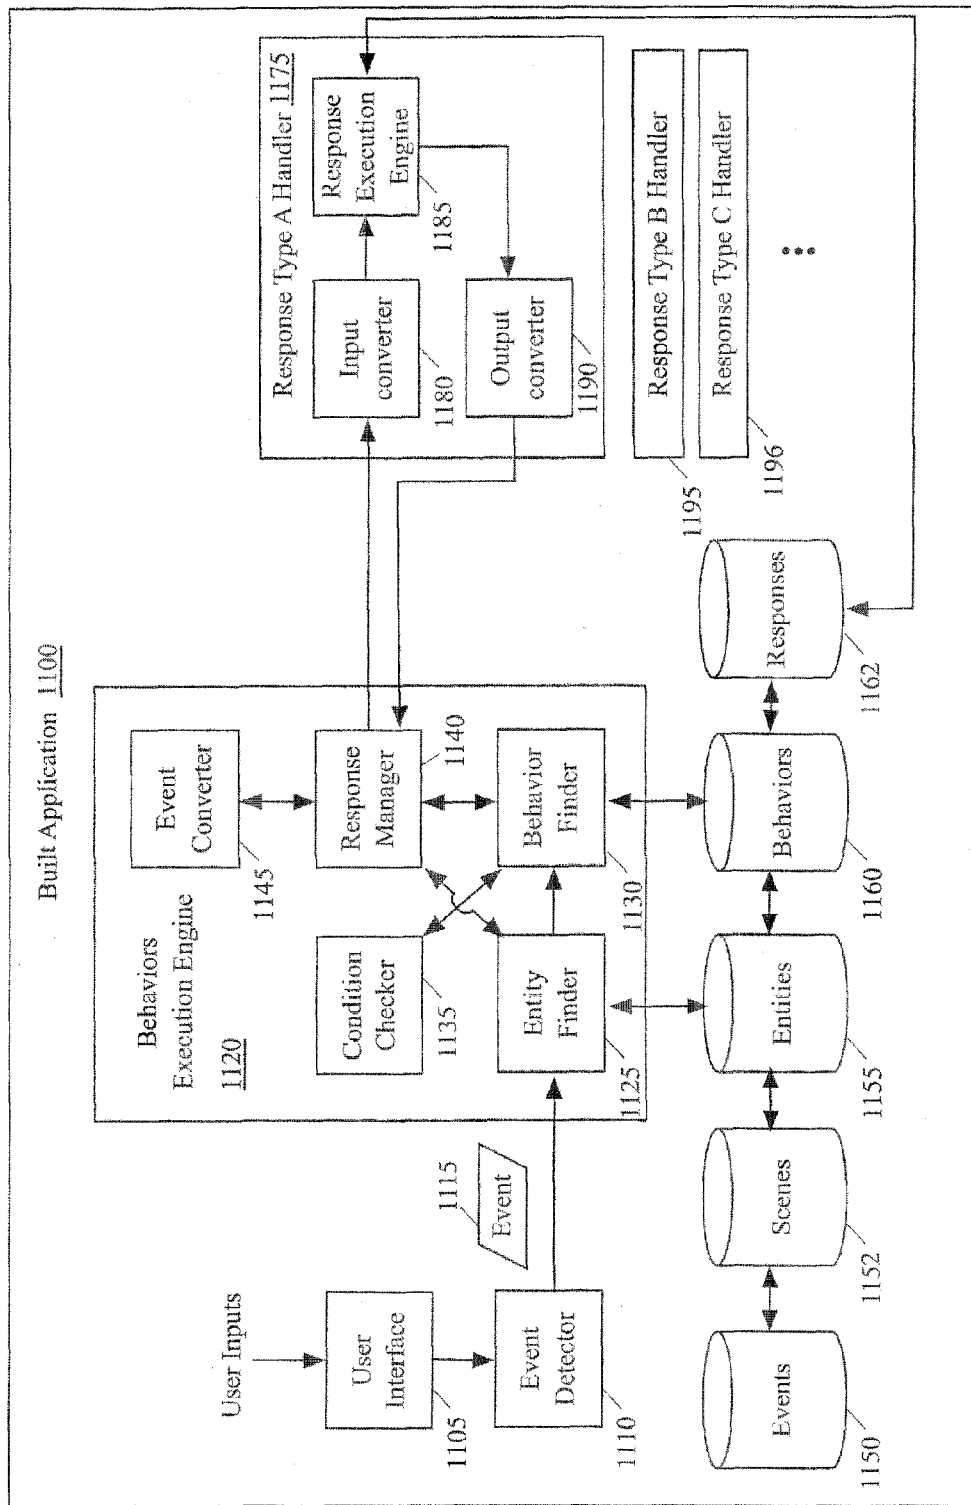 Built Application 1100
User Inputs
User
Interface
1105
Event
Detector
1110
Event
1115
Behaviors
Execution Engine
1120
Event
Converter
1145
Condition
Checker
1135
Response
Manager
1140
Entity
Finder
1125
Behavior
Finder
1130
Response Type A Handler 1175
Input
converter
1180
Response
Execution
Engine
1185
Output
converter
1190
Response Type B Handler
1195
Response Type C Handler
1196
Events
1150
Scenes
1152
Entities
1155
Behaviors
1160
Responses
1162